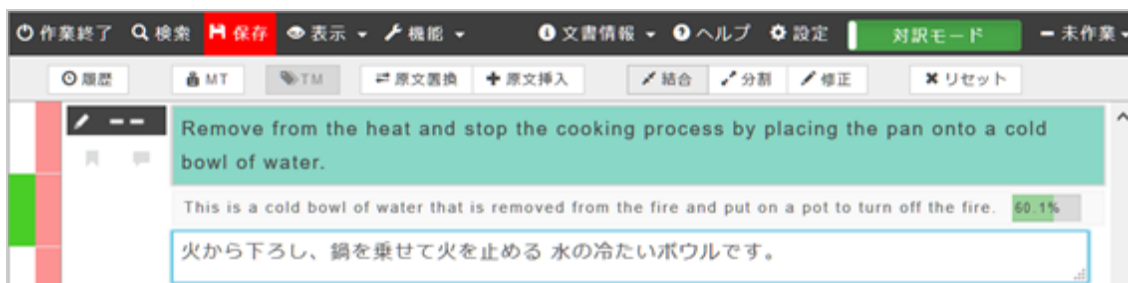 作業終了 検索 保存 表示 機能 文書情報 ヘルプ 設定 対訳モード 未作業
履歴 MT TM 原文置換 原文挿入 結合 分割 修正 リセット
Remove from the heat and stop the cooking process by placing the pan onto a cold
bowl of water.
This is a cold bowl of water that is removed from the fire and put on a pot to turn off the fire. 60.1%
火から下ろし、鍋を乗せて火を止める 水の冷たいボウルです。